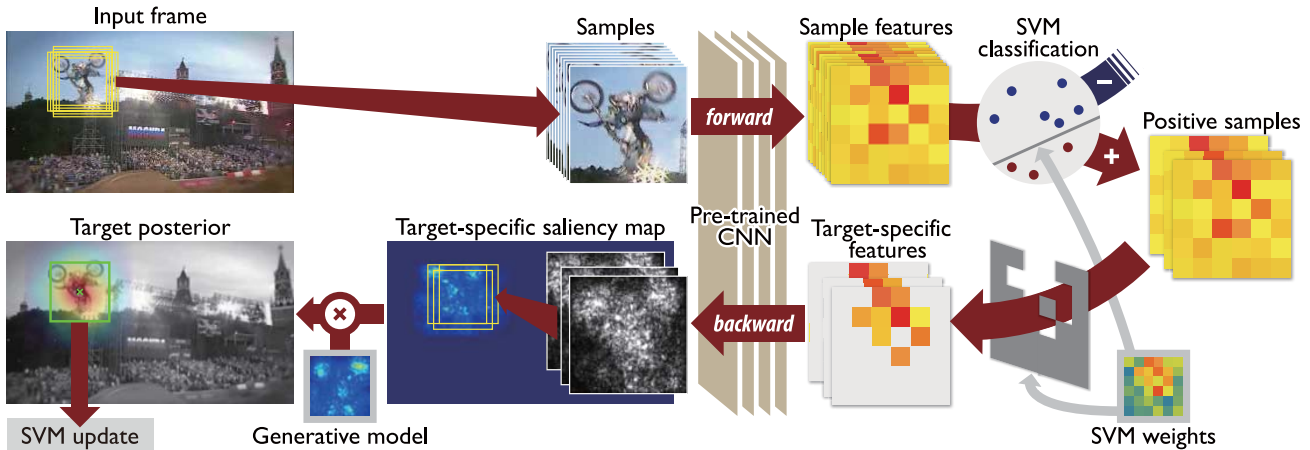 Input frame
Samples
Sample features
SVM
classification
МОСКВА
forward
–
Positive samples
+
Pre-trained
CNN
Target posterior
Target-specific saliency map
Target-specific
features
×
backward
SVM update
Generative model
SVM weights